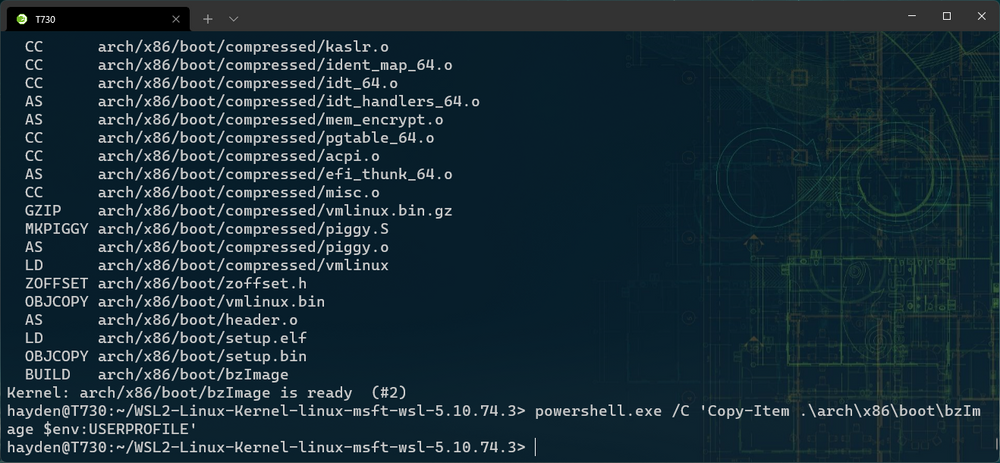 T730
CC arch/x86/boot/compressed/kaslr.o
CC arch/x86/boot/compressed/ident_map_64.o
CC arch/x86/boot/compressed/idt_64.o
AS arch/x86/boot/compressed/idt_handlers_64.o
AS arch/x86/boot/compressed/mem_encrypt.o
CC arch/x86/boot/compressed/pgtable_64.o
CC arch/x86/boot/compressed/acpi.o
AS arch/x86/boot/compressed/efi_thunk_64.o
CC arch/x86/boot/compressed/misc.o
GZIP arch/x86/boot/compressed/vmlinux.bin.gz
MKPIGGY arch/x86/boot/compressed/piggy.S
AS arch/x86/boot/compressed/piggy.o
LD arch/x86/boot/compressed/vmlinux
ZOFFSET arch/x86/boot/zoffset.h
OBJCOPY arch/x86/boot/vmlinux.bin
AS arch/x86/boot/header.o
LD arch/x86/boot/setup.elf
OBJCOPY arch/x86/boot/setup.bin
BUILD arch/x86/boot/bzImage
Kernel: arch/x86/boot/bzImage is ready (#2)
hayden@T730:~/WSL2-Linux-Kernel-linux-msft-wsl-5.10.74.3> powershell.exe /C 'Copy-Item .\arch\x86\boot\bzIm
age $env:USERPROFILE'
hayden@T730:~/WSL2-Linux-Kernel-linux-msft-wsl-5.10.74.3>